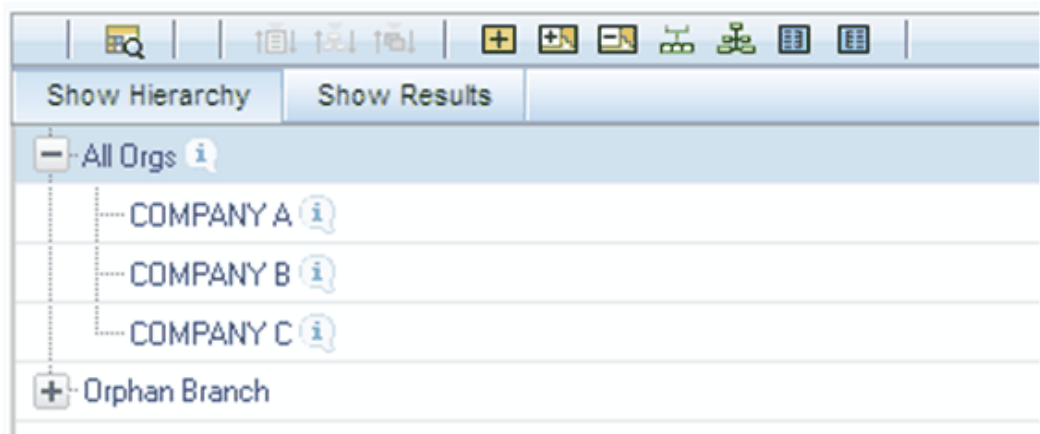 Show Hierarchy Show Results
All Orgs
COMPANY A
COMPANY B
COMPANY C
Orphan Branch